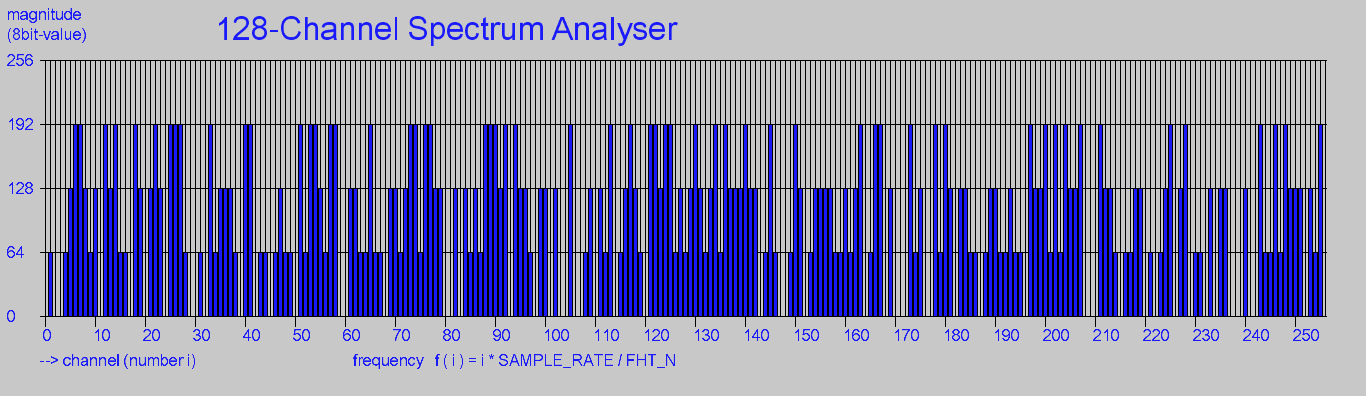 magnitude
(8bit-value)
128-Channel Spectrum Analyser
256
192
128
64
0
0 10 20 30 40 50 60 70 80 90 100 110 120 130 140 150 160 170 180 190 200 210 220 230 240 250
--> channel (number i)
frequency f ( i ) = i * SAMPLE_RATE / FHT_N